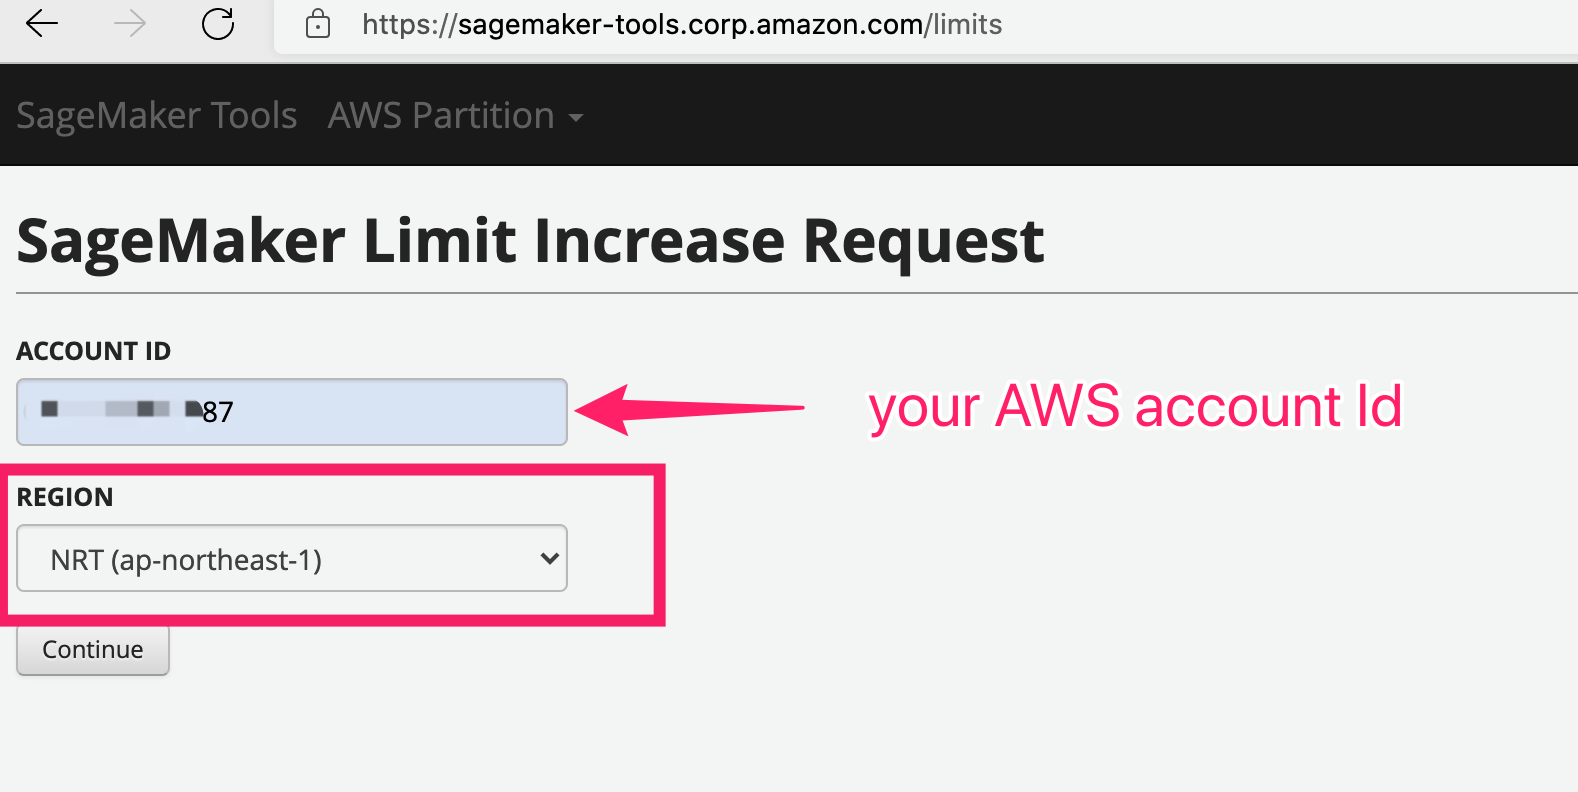 https://sagemaker-tools.corp.amazon.com/limits
SageMaker Tools AWS Partition
SageMaker Limit Increase Request
ACCOUNT ID
87
your AWS account Id
REGION
NRT (ap-northeast-1)
Continue